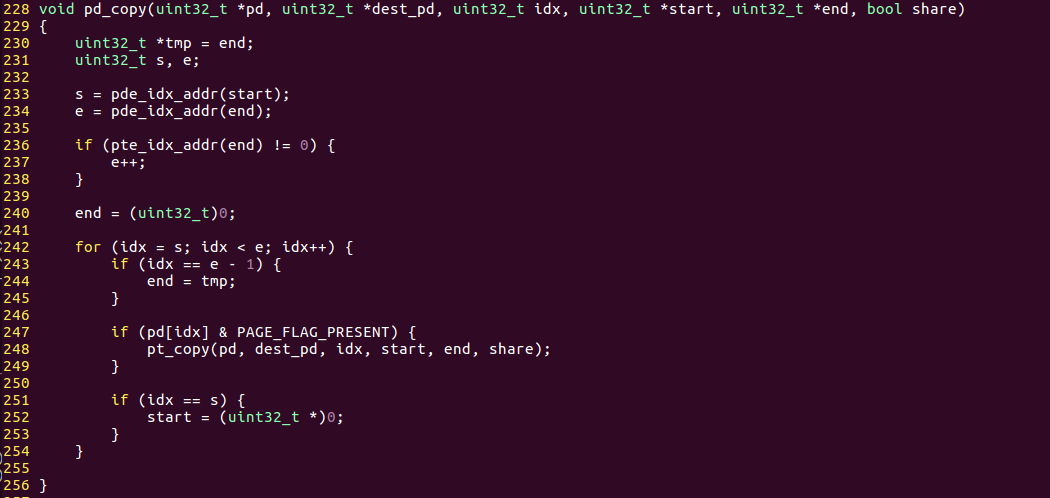 228 void pd_copy(uint32_t *pd, uint32_t *dest_pd, uint32_t idx, uint32_t *start, uint32_t *end, bool share)
229 {
230     uint32_t *tmp = end;
231     uint32_t s, e;
232
233     s = pde_idx_addr(start);
234     e = pde_idx_addr(end);
235
236     if (pte_idx_addr(end) != 0) {
237         e++;
238     }
239
240     end = (uint32_t)0;
241
242     for (idx = s; idx < e; idx++) {
243         if (idx == e - 1) {
244             end = tmp;
245         }
246
247         if (pd[idx] & PAGE_FLAG_PRESENT) {
248             pt_copy(pd, dest_pd, idx, start, end, share);
249         }
250
251         if (idx == s) {
252             start = (uint32_t *)0;
253         }
254     }
255
256 }